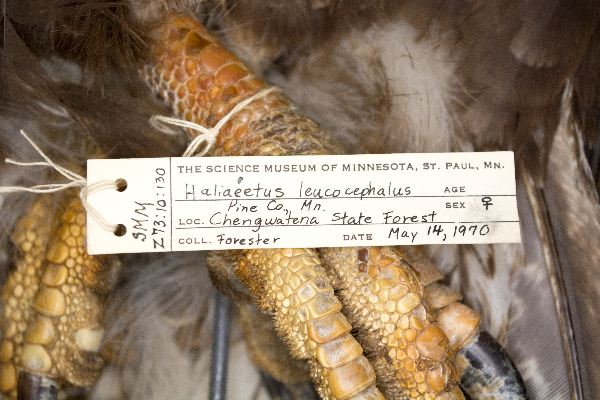 SMM
Z73:10:130
THE SCIENCE MUSEUM OF MINNESOTA, ST. PAUL, MN.
Haliaeetus leucocephalus AGE
Pine Co, Mn. SEX ♀
LOC. Chengwatena State Forest
COLL. Forester DATE May 14, 1970